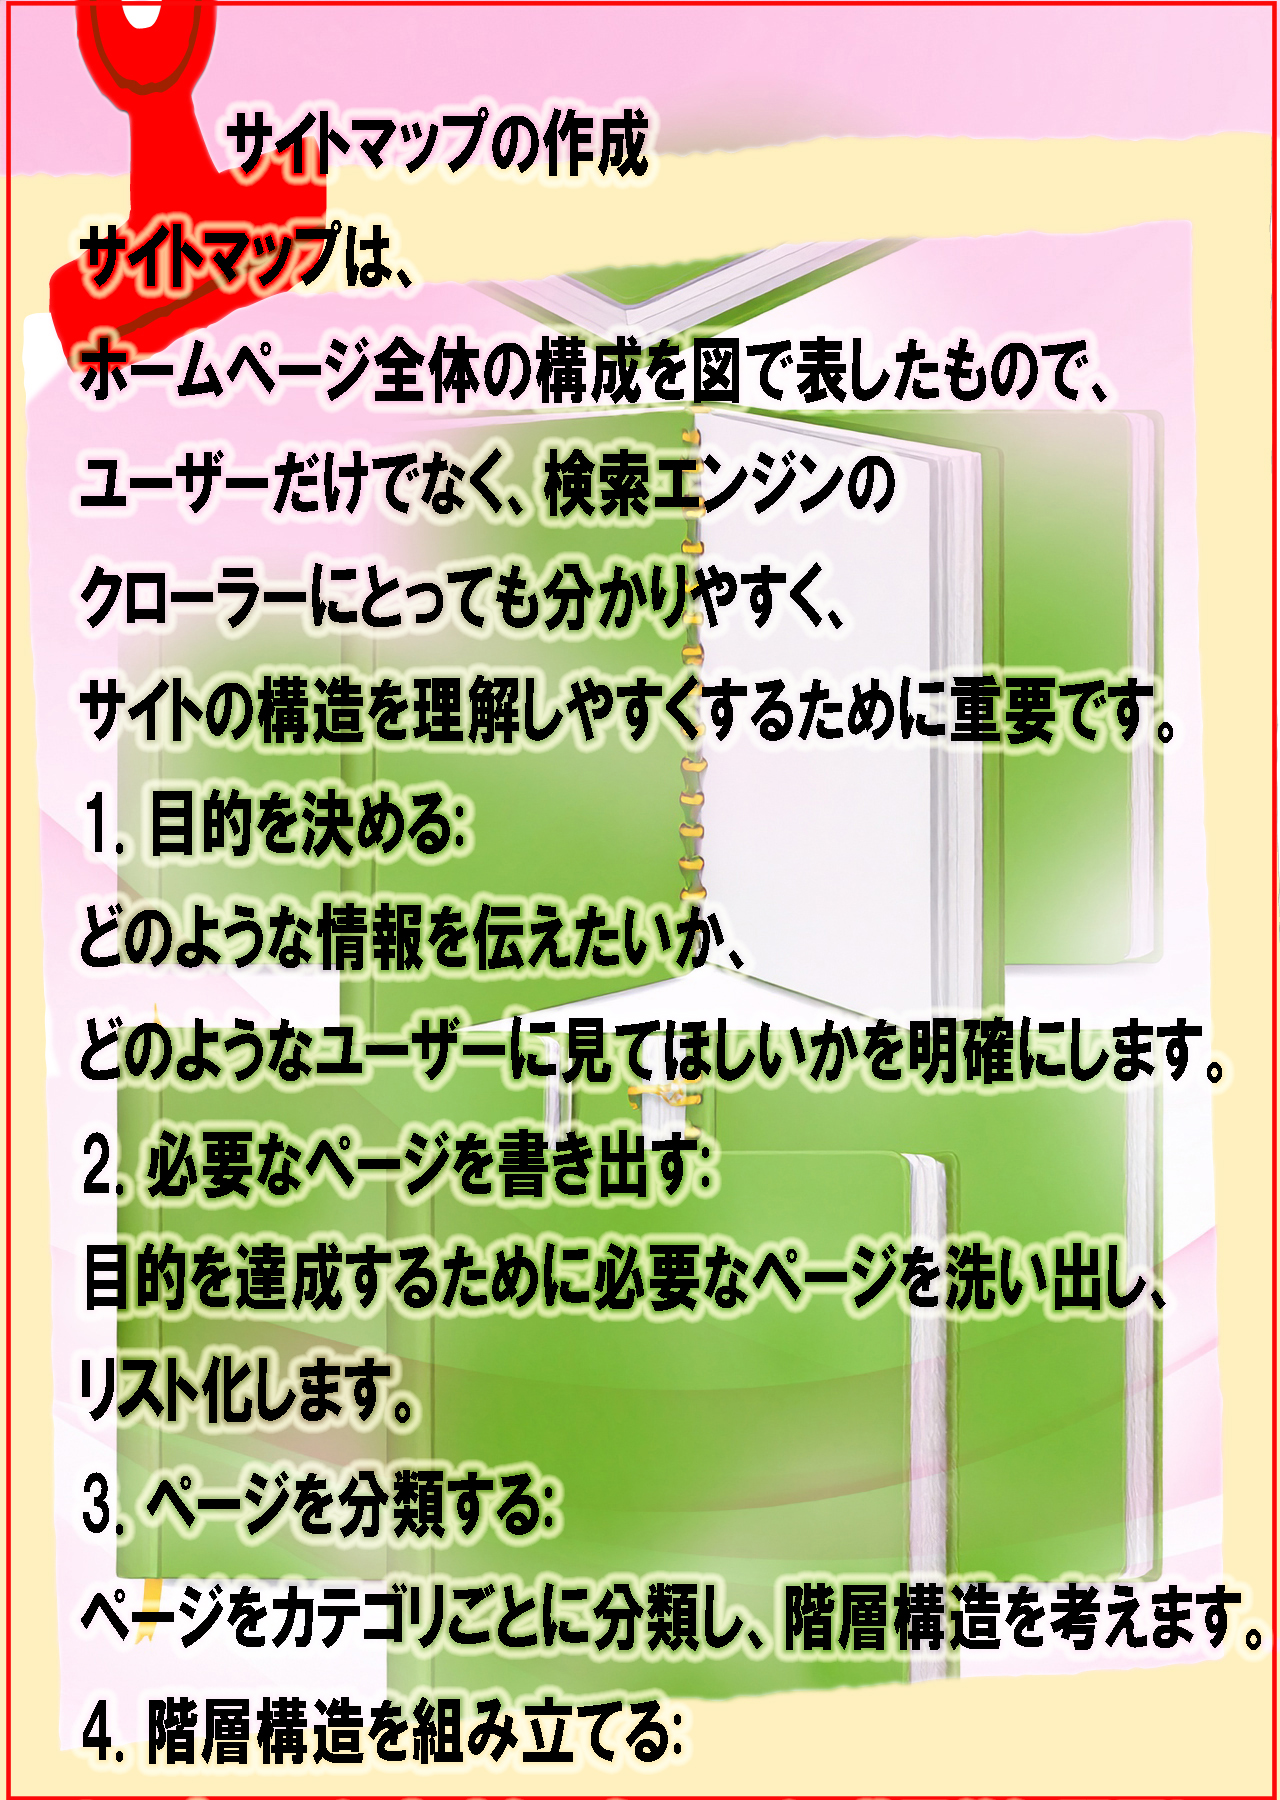 サイトマップの作成
サイトマップは、
ホームページ全体の構成を図で表したもので、
ユーザーだけでなく、検索エンジンの
クローラーにとっても分かりやすく、
サイトの構造を理解しやすくするために重要です。
1. 目的を決める:
どのような情報を伝えたいか、
どのようなユーザーに見てほしいかを明確にします。
2. 必要なページを書き出す:
目的を達成するために必要なページを洗い出し、
リスト化します。
3. ページを分類する:
ページをカテゴリごとに分類し、階層構造を考えます。
4. 階層構造を組み立てる: